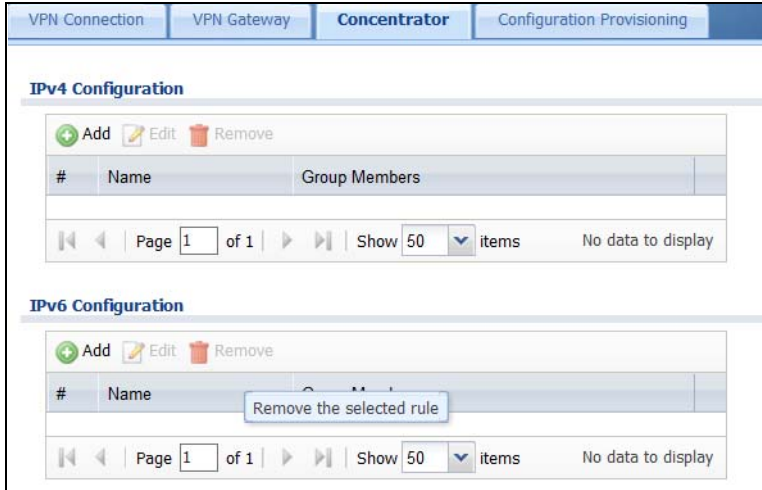 VPN Connection VPN Gateway Concentrator Configuration Provisioning
IPv4 Configuration
Add Edit Remove
# Name Group Members
Page 1 of 1 Show 50 items No data to display
IPv6 Configuration
Add Edit Remove
# Name
Remove the selected rule
Page 1 of 1 Show 50 items No data to display